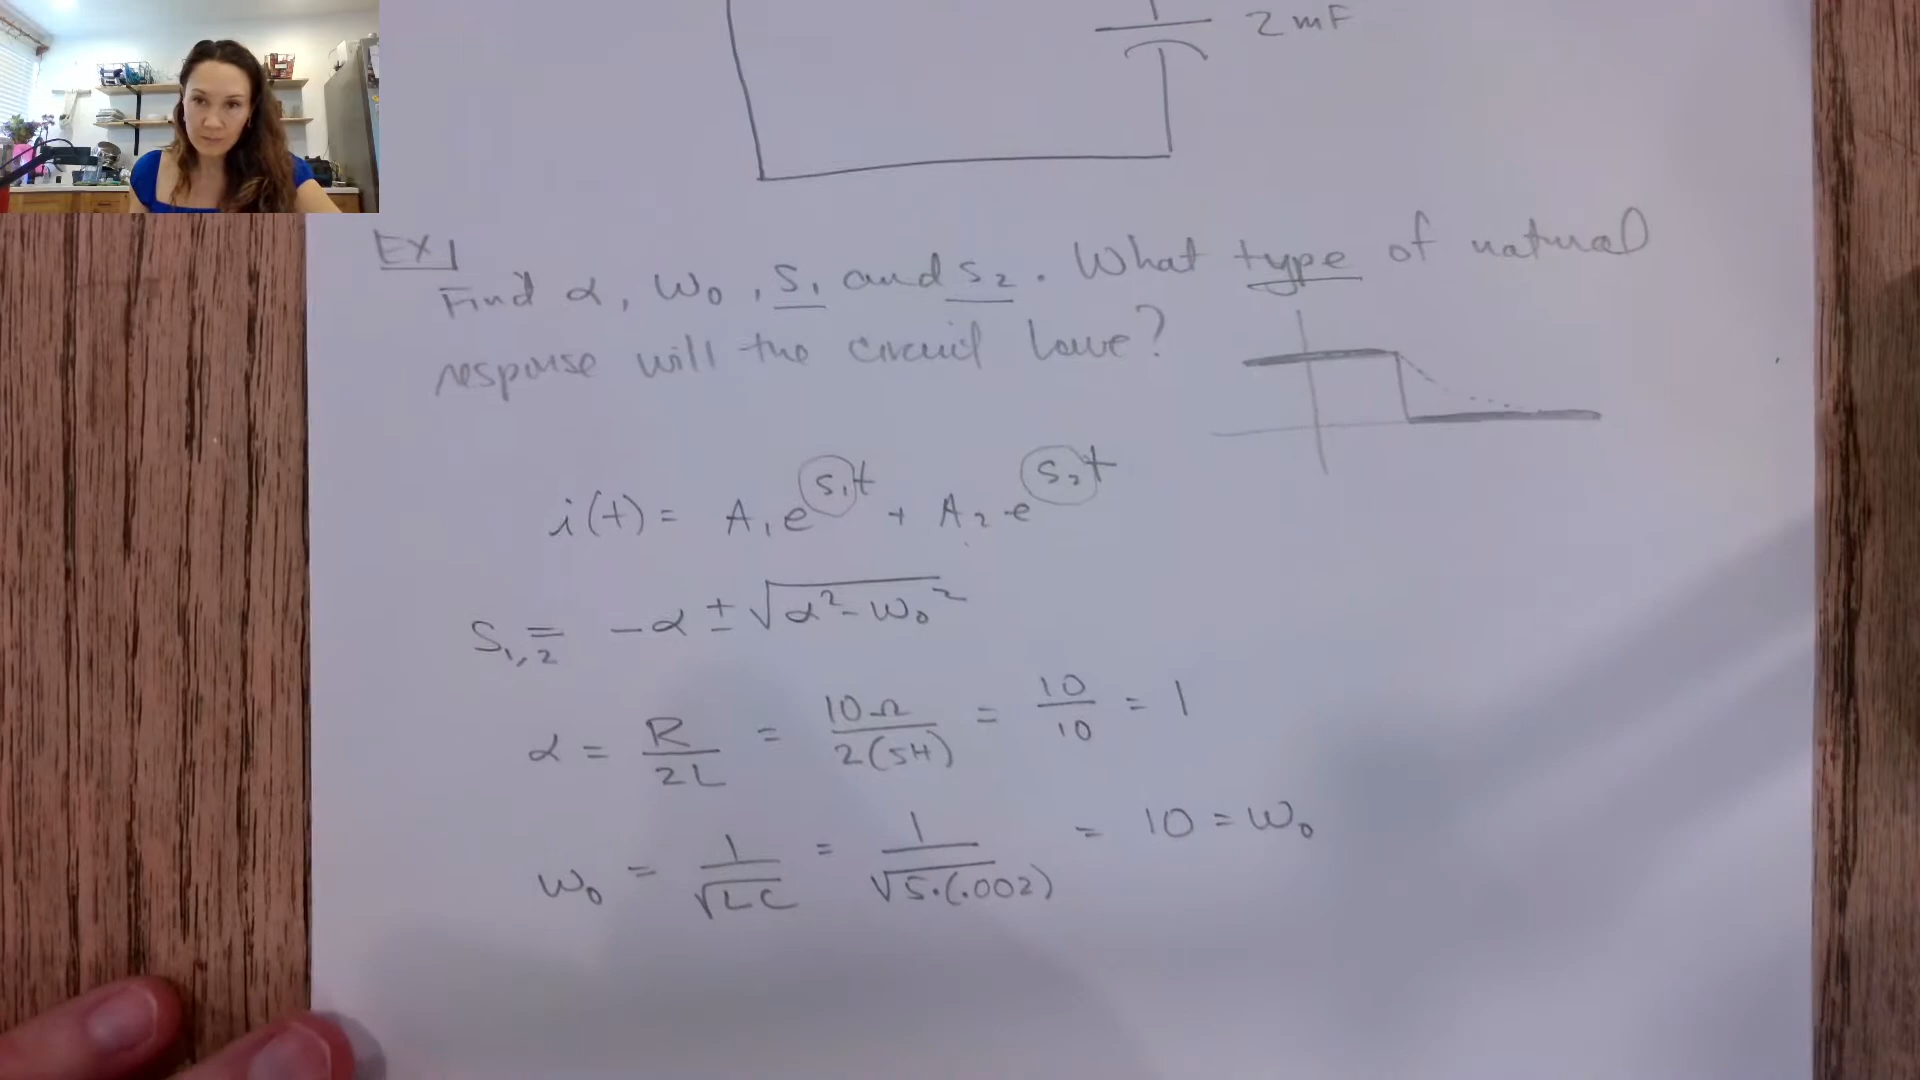 2mF
EX1
Find α, ω₀, S₁ and S₂. What type of natural
response will the circuit have?
i(t) = A₁e^(S₁t) + A₂e^(S₂t)
S₁,₂ = -α ± √(α² - ω₀²)
α = R/2L = 10Ω/2(5H) = 10/10 = 1
ω₀ = 1/√LC = 1/√5·(.002) = 10 = ω₀